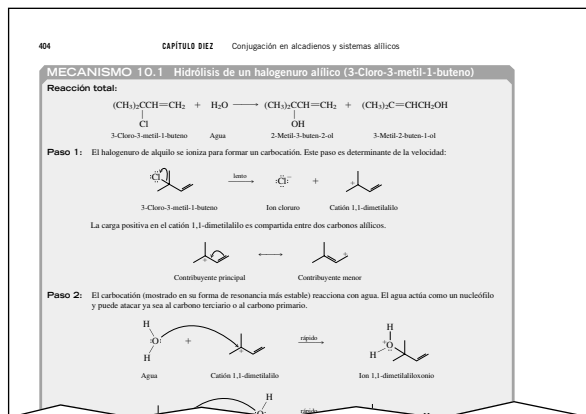 404 CAPÍTULO DIEZ Conjugación en alcadienos y sistemas alílicos
MECANISMO 10.1 Hidrólisis de un halogenuro alílico (3-Cloro-3-metil-1-buteno)
Reacción total:
(CH₃)₂CCH=CH₂ + H₂O ⟶ (CH₃)₂CCH=CH₂ + (CH₃)₂C=CHCH₂OH
Cl OH
3-Cloro-3-metil-1-buteno Agua 2-Metil-3-buten-2-ol 3-Metil-2-buten-1-ol
Paso 1: El halogenuro de alquilo se ioniza para formar un carbocatión. Este paso es determinante de la velocidad:
lento
:Cl: :Cl:⁻ + +
3-Cloro-3-metil-1-buteno Ion cloruro Catión 1,1-dimetilalilo
La carga positiva en el catión 1,1-dimetilalilo es compartida entre dos carbonos alílicos.
+ ⟷ +
Contribuyente principal Contribuyente menor
Paso 2: El carbocatión (mostrado en su forma de resonancia más estable) reacciona con agua. El agua actúa como un nucleófilo
y puede atacar ya sea al carbono terciario o al carbono primario.
H H
:O: + + rápido +O
H H
Agua Catión 1,1-dimetilalilo Ion 1,1-dimetilaliloxonio
H
rápido